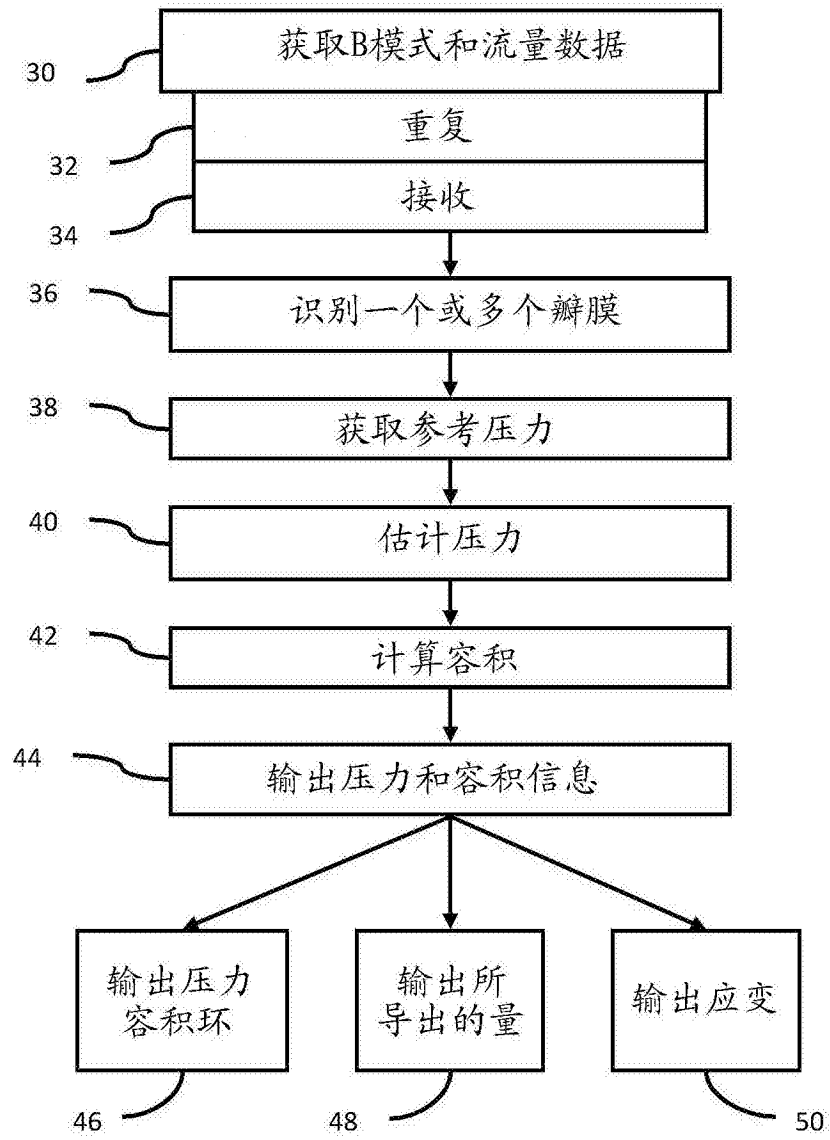 获取B模式和流量数据
30
重复
32
接收
34
36
识别一个或多个瓣膜
38
获取参考压力
40
估计压力
42
计算容积
44
输出压力和容积信息
输出压力
容积环
输出所
导出的量
输出应变
46
48
50